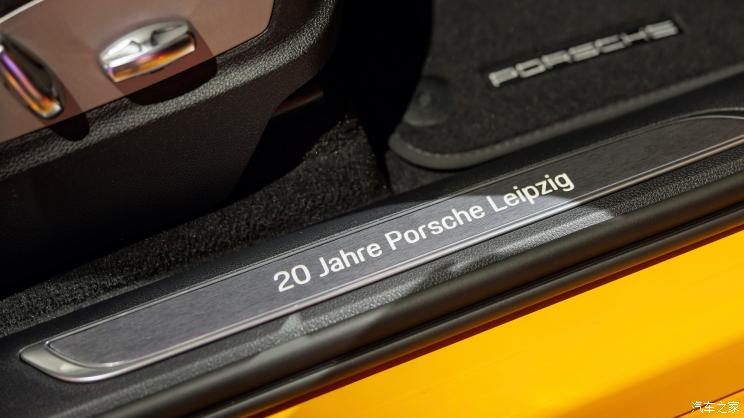 PORSCHE
20 Jahre Porsche Leipzig
汽车之家